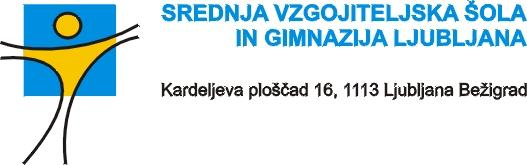 SREDNJA VZGOJITELJSKA ŠOLA
IN GIMNAZIJA LJUBLJANA
Kardeljeva ploščad 16, 1113 Ljubljana Bežigrad